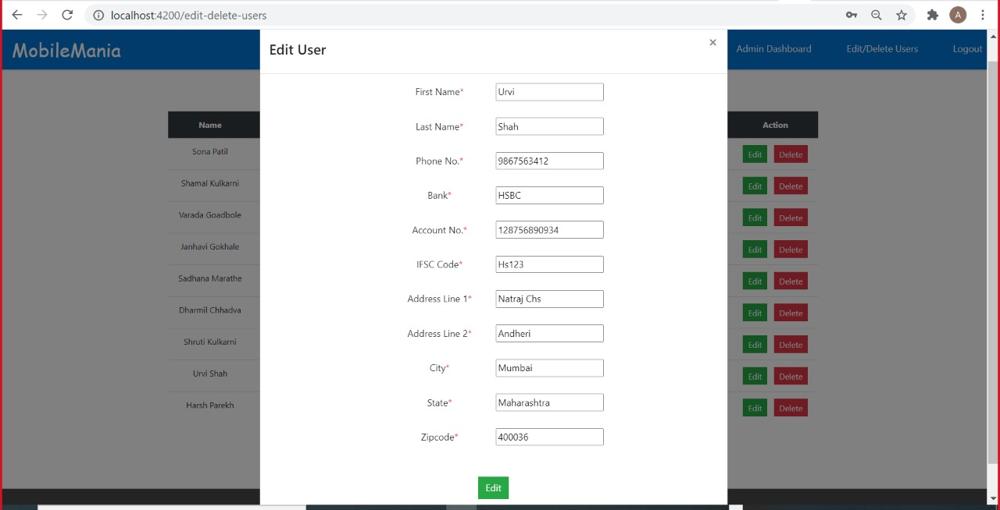 localhost:4200/edit-delete-users
A
MobileMania
Admin Dashboard
Edit/Delete Users
Logout
Edit User
×
First Name* Urvi
Last Name* Shah
Phone No.* 9867563412
Bank* HSBC
Account No.* 128756890934
IFSC Code* Hs123
Address Line 1* Natraj Chs
Address Line 2* Andheri
City* Mumbai
State* Maharashtra
Zipcode* 400036
Edit
Name Action
Sona Patil Edit Delete
Shamal Kulkarni Edit Delete
Varada Goadbole Edit Delete
Janhavi Gokhale Edit Delete
Sadhana Marathe Edit Delete
Dharmil Chhadva Edit Delete
Shruti Kulkarni Edit Delete
Urvi Shah Edit Delete
Harsh Parekh Edit Delete